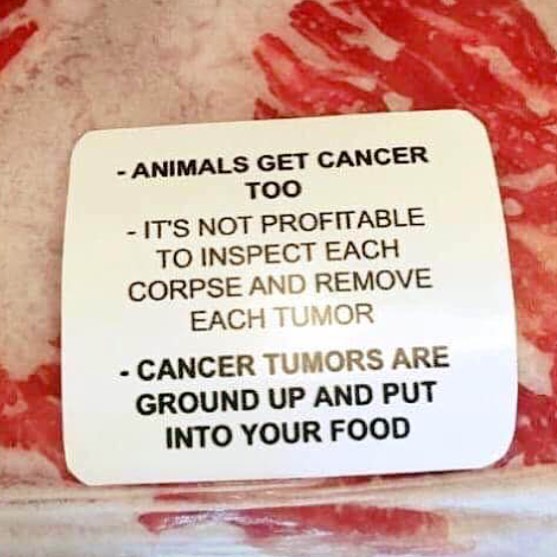 - ANIMALS GET CANCER
TOO
- IT'S NOT PROFITABLE
TO INSPECT EACH
CORPSE AND REMOVE
EACH TUMOR
- CANCER TUMORS ARE
GROUND UP AND PUT
INTO YOUR FOOD